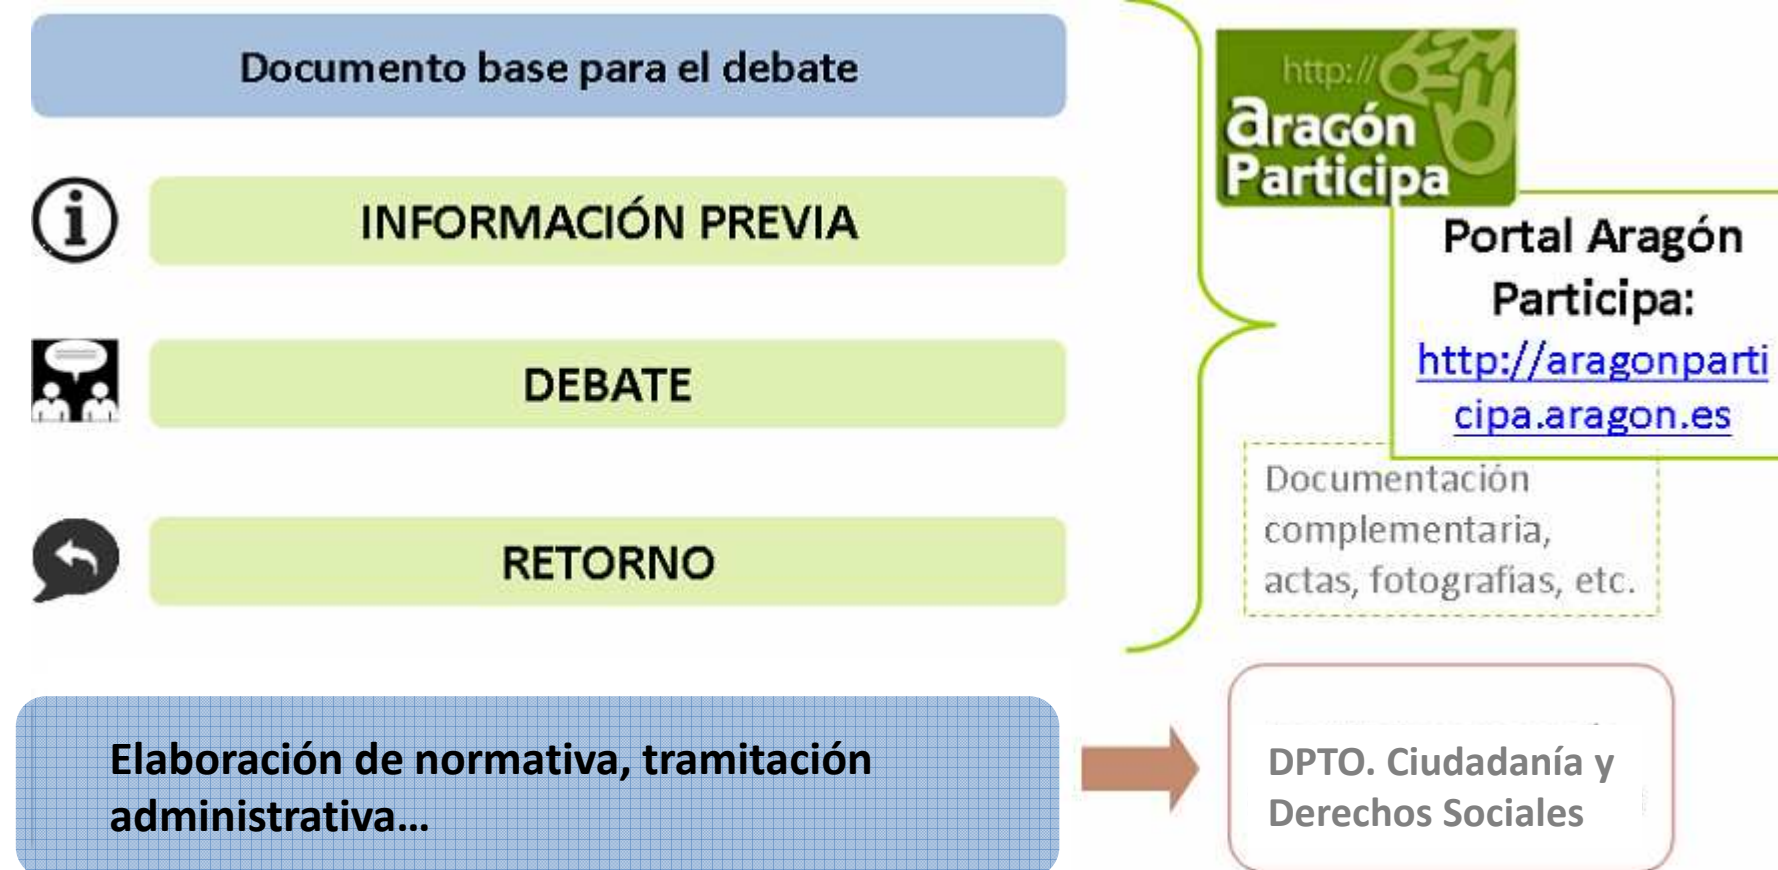 Documento base para el debate
INFORMACIÓN PREVIA
DEBATE
RETORNO
http://
aragón
Participa
Portal Aragón
Participa:
http://aragonparti
cipa.aragon.es
Documentación
complementaria,
actas, fotografías, etc.
Elaboración de normativa, tramitación
administrativa…
DPTO. Ciudadanía y
Derechos Sociales